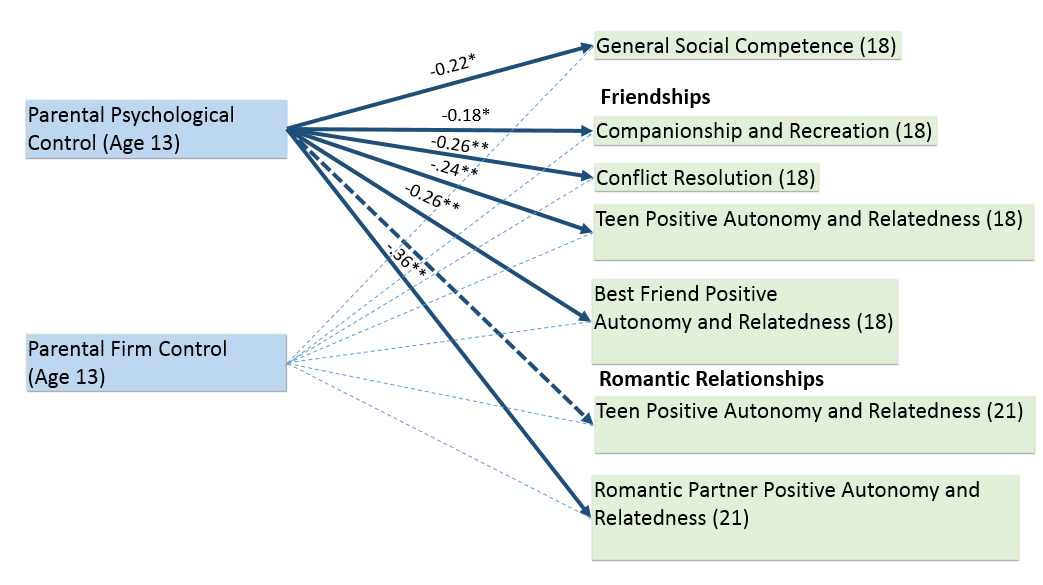 General Social Competence (18)
-0.22*
Parental Psychological
Control (Age 13)
Friendships
-0.18*
Companionship and Recreation (18)
-0.26**
Conflict Resolution (18)
-.24**
-0.26**
Teen Positive Autonomy and Relatedness (18)
-.36**
Best Friend Positive
Autonomy and Relatedness (18)
Parental Firm Control
(Age 13)
Romantic Relationships
Teen Positive Autonomy and Relatedness (21)
Romantic Partner Positive Autonomy and
Relatedness (21)